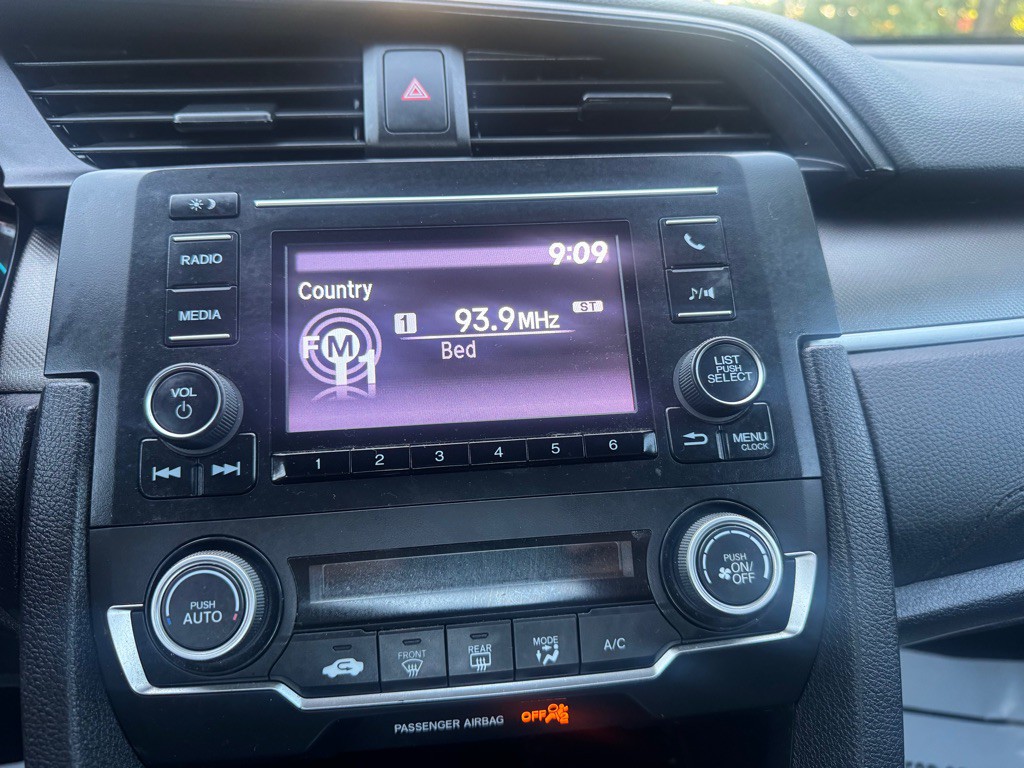 9:09
RADIO
Country
ST
1
93.9MHz
FM1
Bed
MEDIA
VOL
LIST
PUSH
SELECT
MENU
CLOCK
1 2 3 4 5 6
PUSH
AUTO
PUSH
ON/
OFF
FRONT
REAR
MODE
A/C
PASSENGER AIRBAG OFF